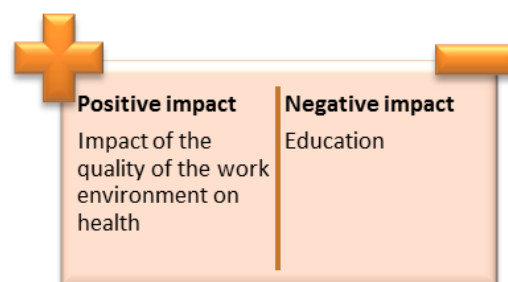 Positive impact
Impact of the
quality of the work
environment on
health
Negative impact
Education